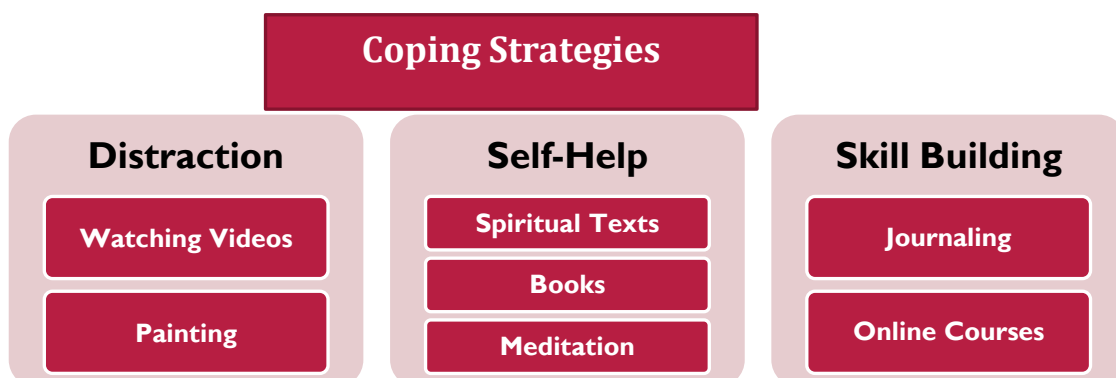 Coping Strategies
Distraction
Watching Videos
Painting
Self-Help
Spiritual Texts
Books
Meditation
Skill Building
Journaling
Online Courses